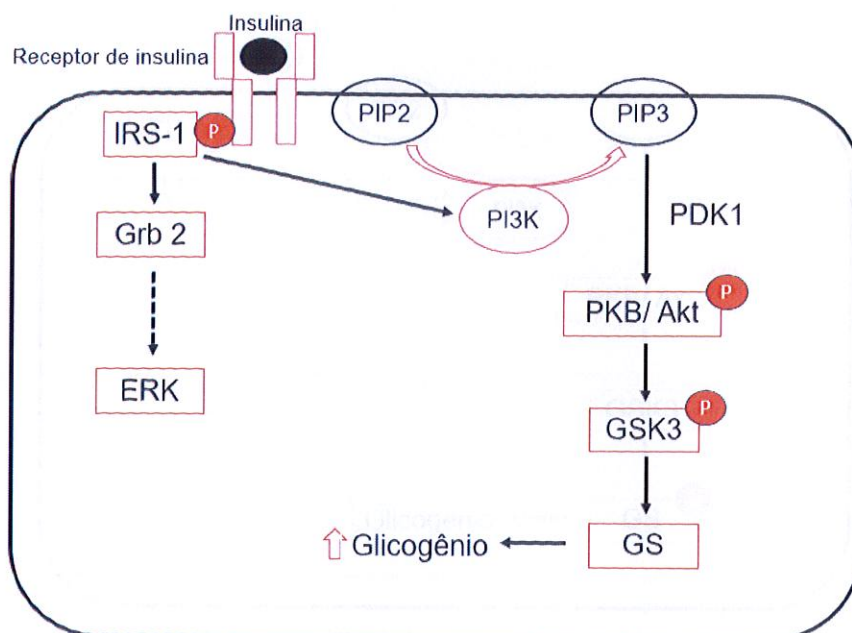 Insulina
Receptor de insulina
PIP2
PIP3
IRS-1
P
PI3K
Grb 2
PDK1
P
PKB/ Akt
ERK
P
GSK3
Glicogênio
GS